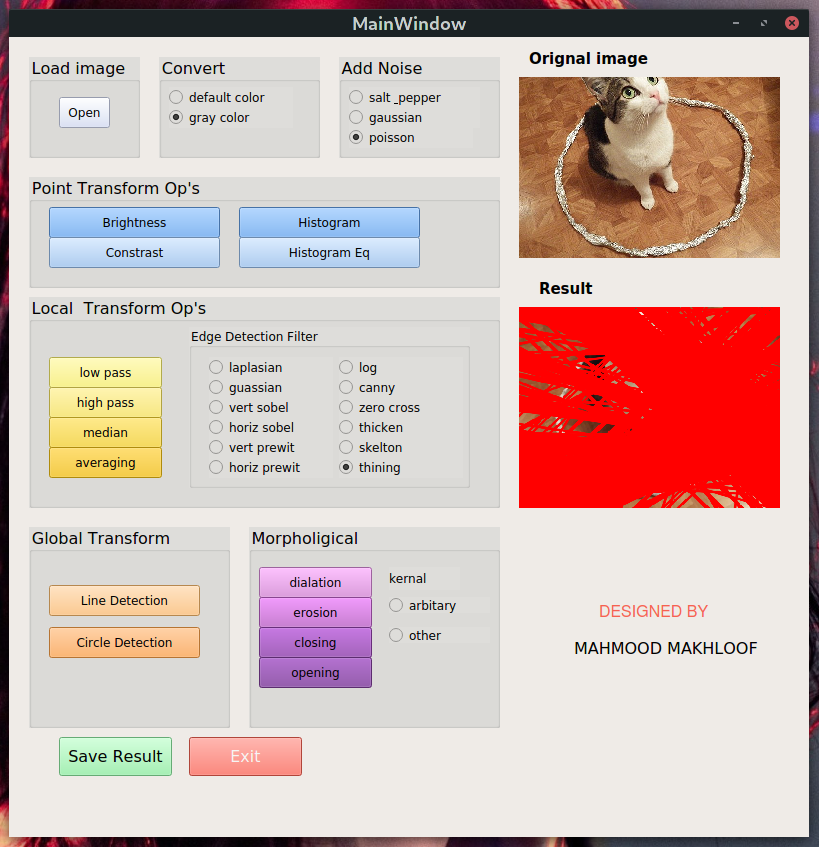 MainWindow
Load image
Open
Convert
default color
gray color
Add Noise
salt _pepper
gaussian
poisson
Orignal image
Point Transform Op's
Brightness
Constrast
Histogram
Histogram Eq
Result
Local  Transform Op's
low pass
high pass
median
averaging
Edge Detection Filter
laplasian
guassian
vert sobel
horiz sobel
vert prewit
horiz prewit
log
canny
zero cross
thicken
skelton
thining
Global Transform
Line Detection
Circle Detection
Morpholigical
dialation
erosion
closing
opening
kernal
arbitary
other
DESIGNED BY
MAHMOOD MAKHLOOF
Save Result
Exit